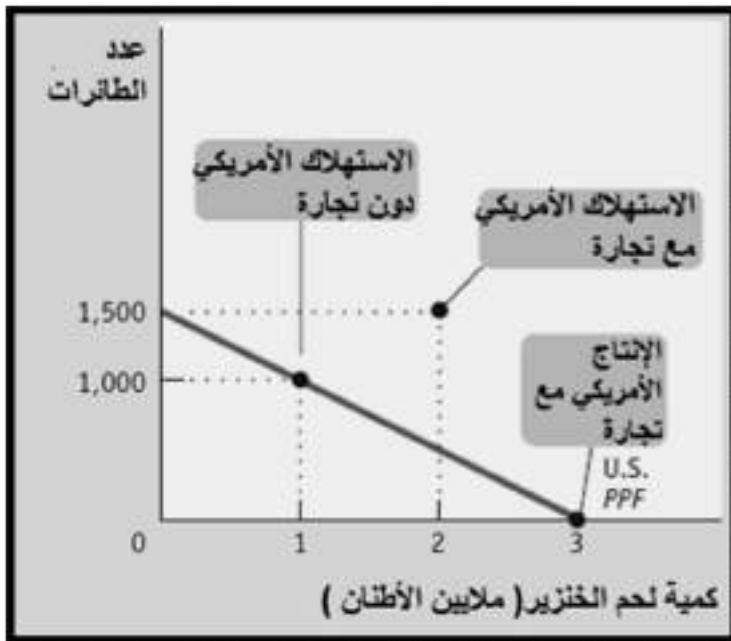 عدد
الطائرات
الاستهلاك الأمريكي
دون تجارة
الاستهلاك الأمريكي
مع تجارة
1,500
1,000
الإنتاج
الأمريكي مع
تجارة
U.S.
PPF
0
1
2
3
كمية لحم الخنزير( ملايين الأطنان )